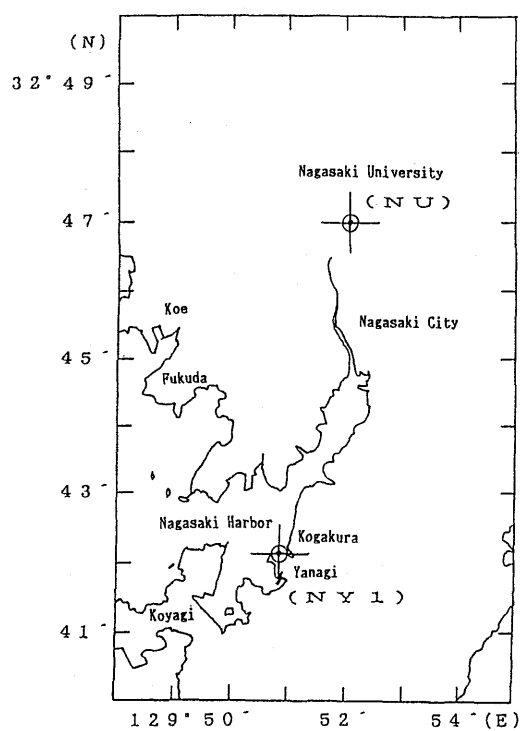 (N)
32°49′
Nagasaki University
(NU)
47′
Koe
Nagasaki City
45′
Fukuda
43′
Nagasaki Harbor
Kogakura
Yanagi
(NY1)
Koyagi
41′
129°50′ 52′ 54′(E)